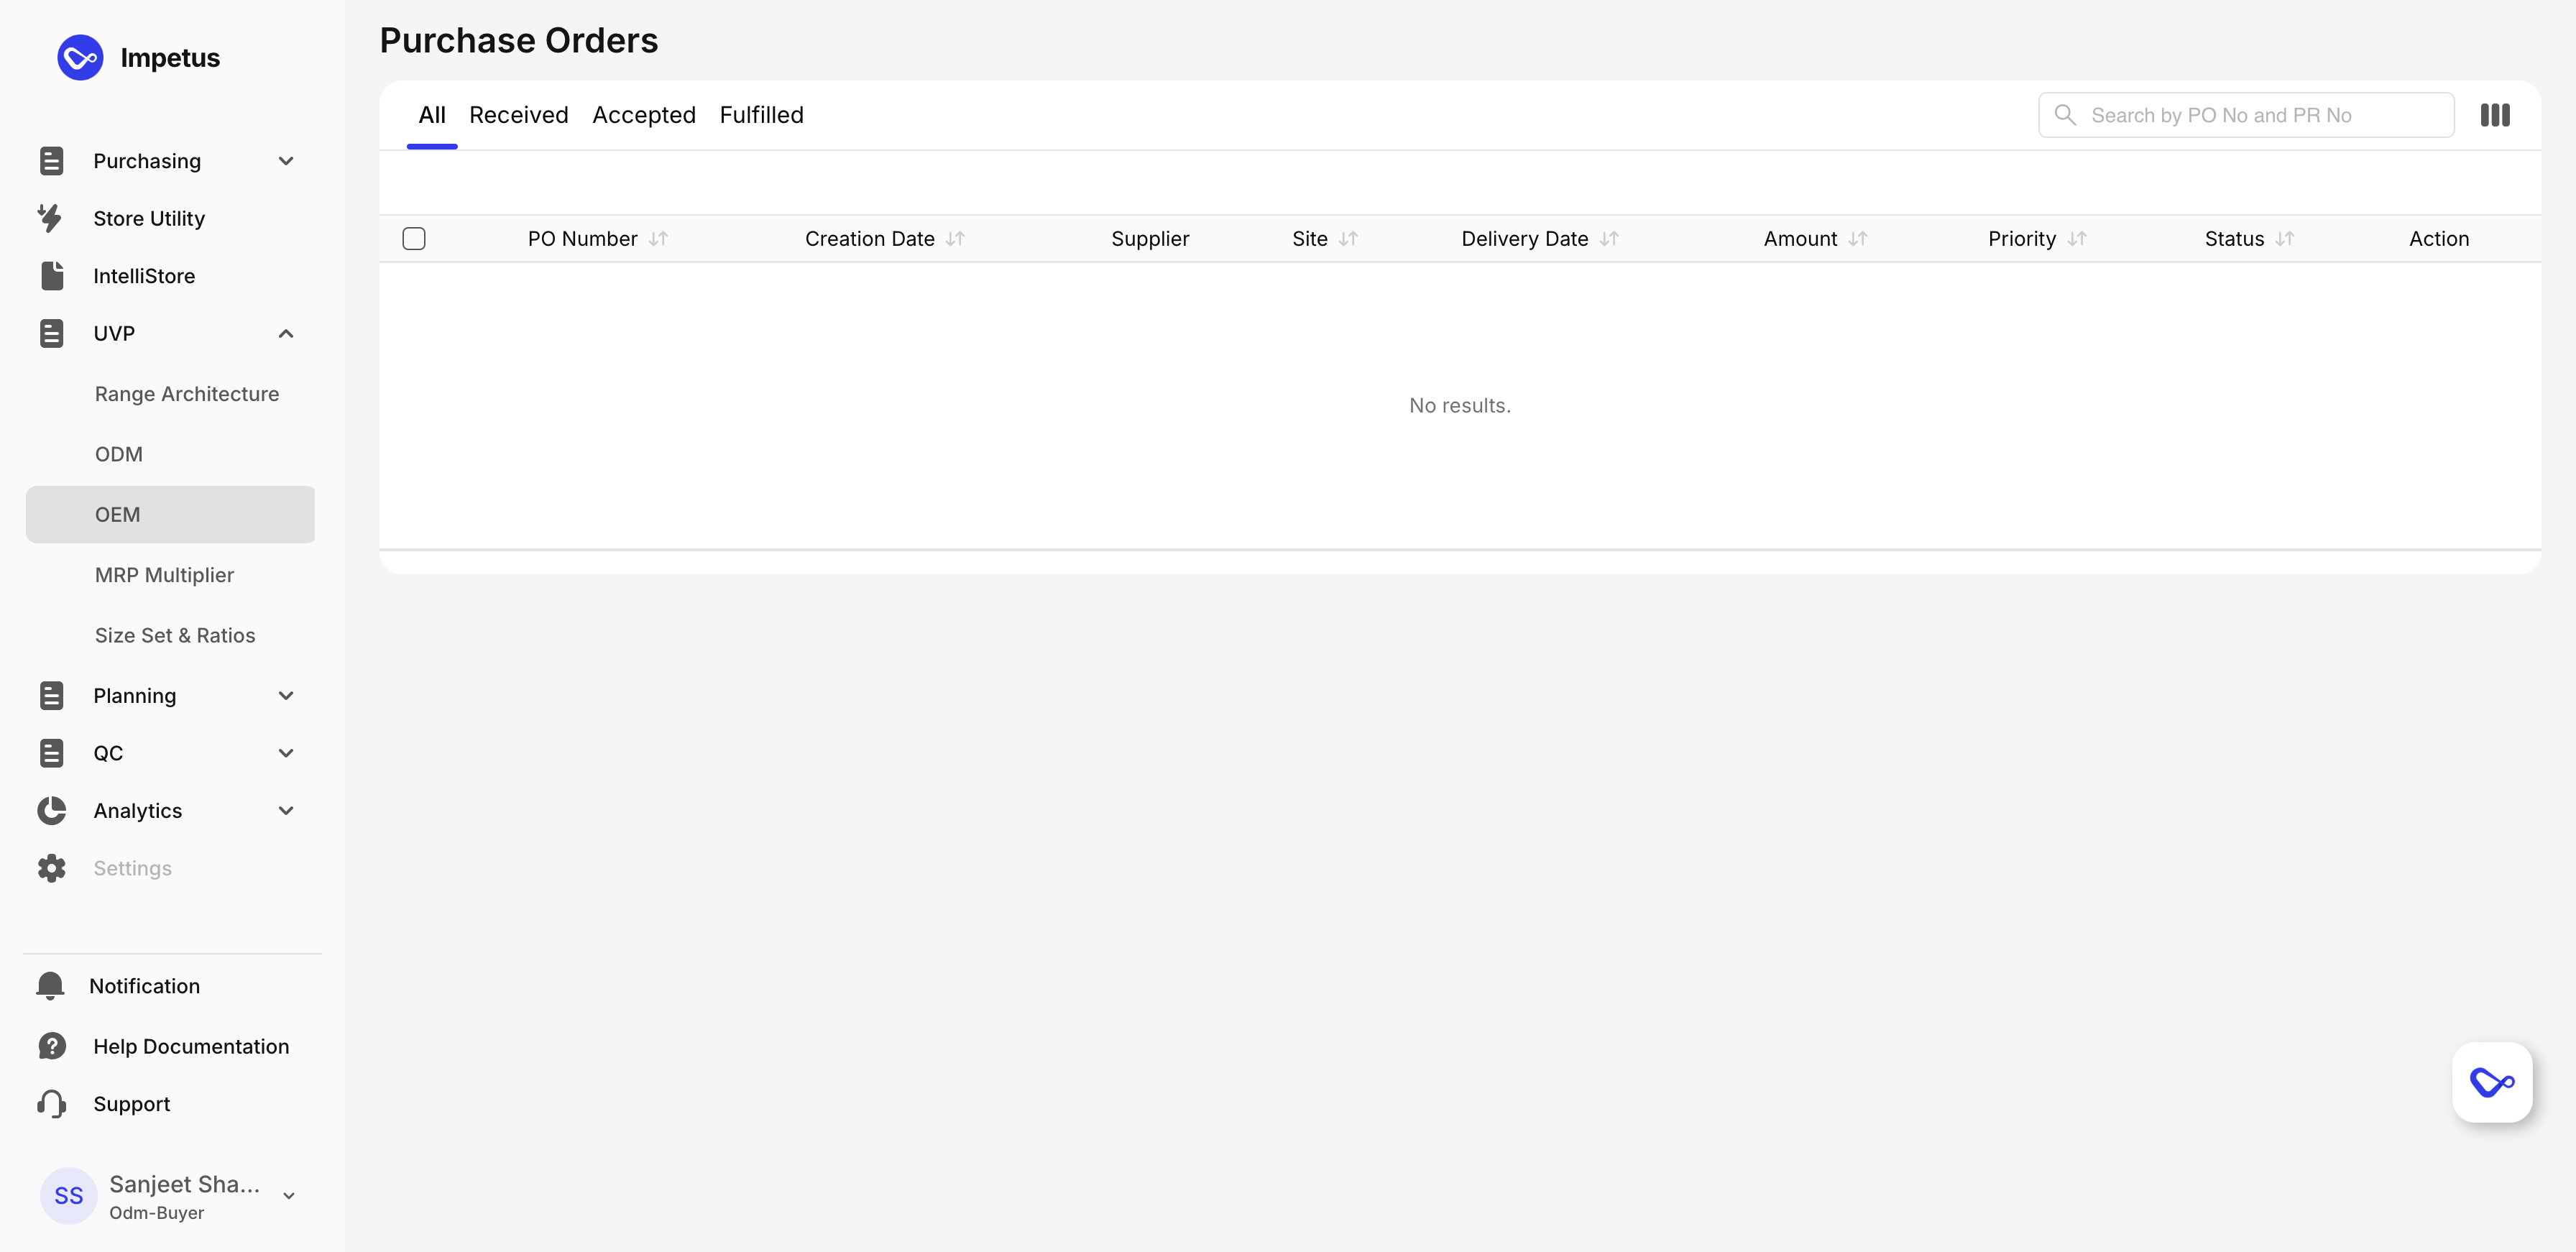 Impetus
Purchasing
Store Utility
IntelliStore
UVP
Range Architecture
ODM
OEM
MRP Multiplier
Size Set & Ratios
Planning
QC
Analytics
Settings
Notification
Help Documentation
Support
SS
Sanjeet Sha...
Odm-Buyer
Purchase Orders
All Received Accepted Fulfilled
Search by PO No and PR No
PO Number Creation Date Supplier Site Delivery Date Amount Priority Status Action
No results.